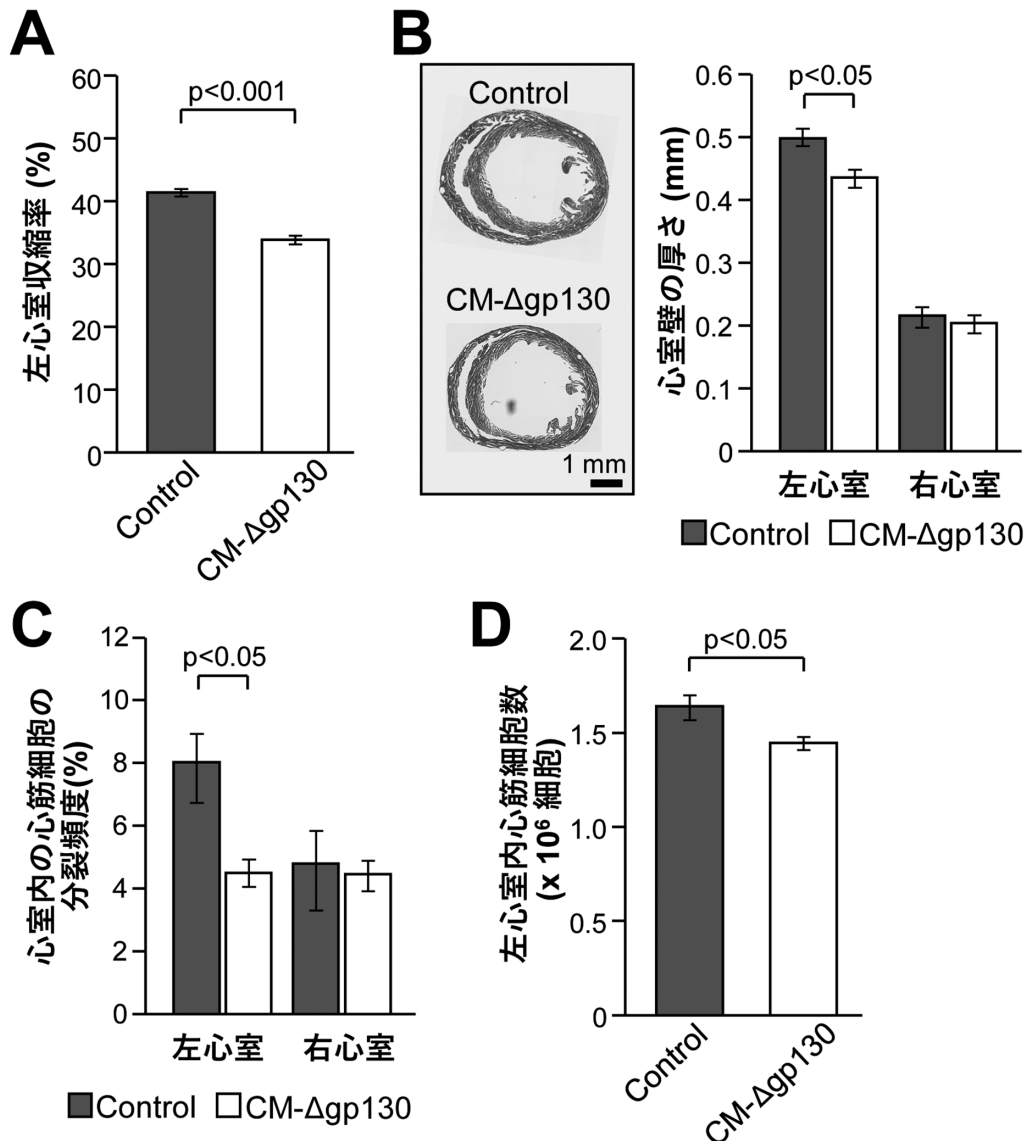 A
左心室収縮率 (%)
60
50
40
30
20
10
0
p<0.001
Control
CM-Δgp130
B
Control
CM-Δgp130
1 mm
心室壁の厚さ (mm)
0.6
0.5
0.4
0.3
0.2
0.1
0
p<0.05
左心室
右心室
Control
CM-Δgp130
C
心室内の心筋細胞の
分裂頻度(%)
12
10
8
6
4
2
0
p<0.05
左心室
右心室
Control
CM-Δgp130
D
左心室内心筋細胞数
(x 10⁶ 細胞)
2.0
1.5
1.0
0.5
0
p<0.05
Control
CM-Δgp130